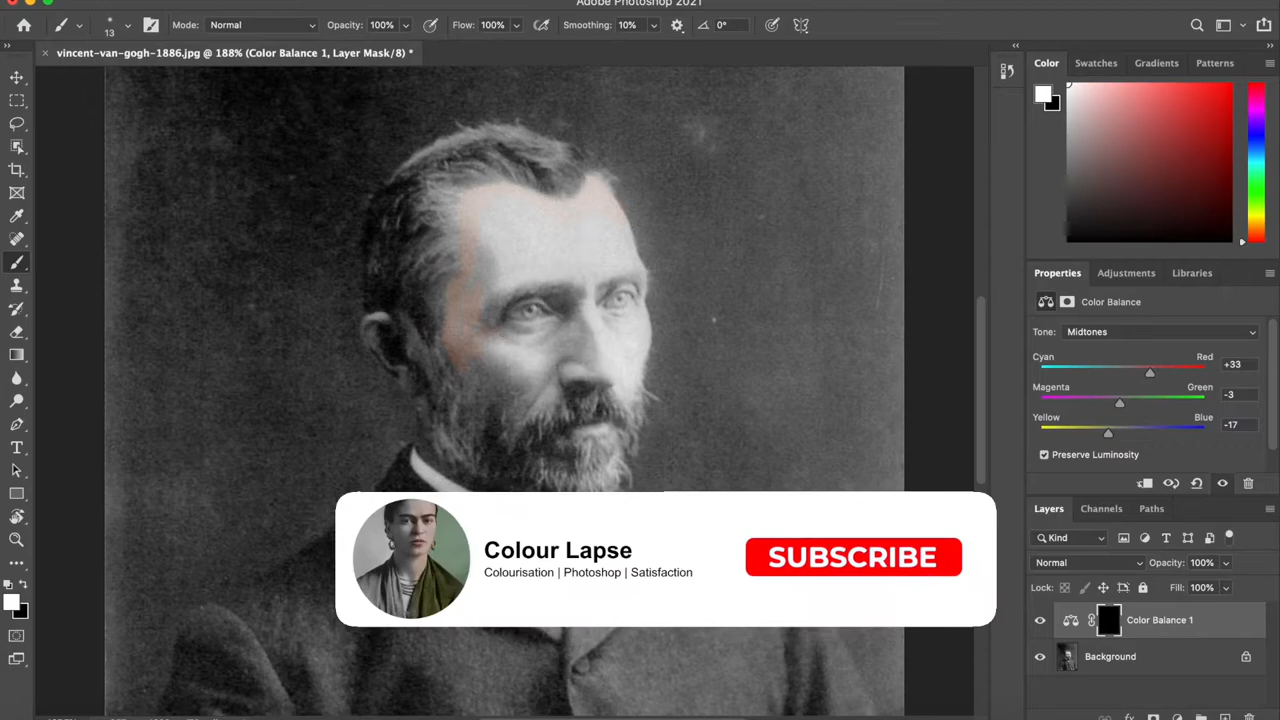 Adobe Photoshop 2021
13
Mode: Normal
Opacity: 100%
Flow: 100%
Smoothing: 10%
0°
× vincent-van-gogh-1886.jpg @ 188% (Color Balance 1, Layer Mask/8) *
Color Swatches Gradients Patterns
Properties Adjustments Libraries
Color Balance
Tone: Midtones
Cyan Red +33
Magenta Green -3
Yellow Blue -17
Preserve Luminosity
Layers Channels Paths
Kind
Normal Opacity: 100%
Lock: Fill: 100%
Color Balance 1
Background
Colour Lapse
Colourisation | Photoshop | Satisfaction
SUBSCRIBE